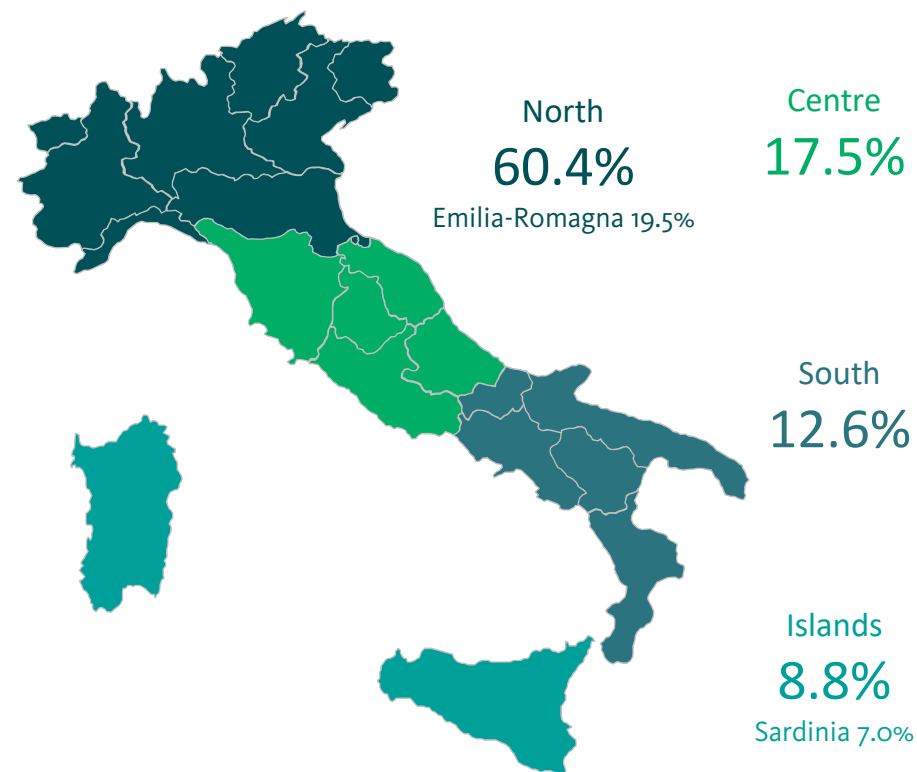 North
60.4%
Emilia-Romagna 19.5%
Centre
17.5%
South
12.6%
Islands
8.8%
Sardinia 7.0%